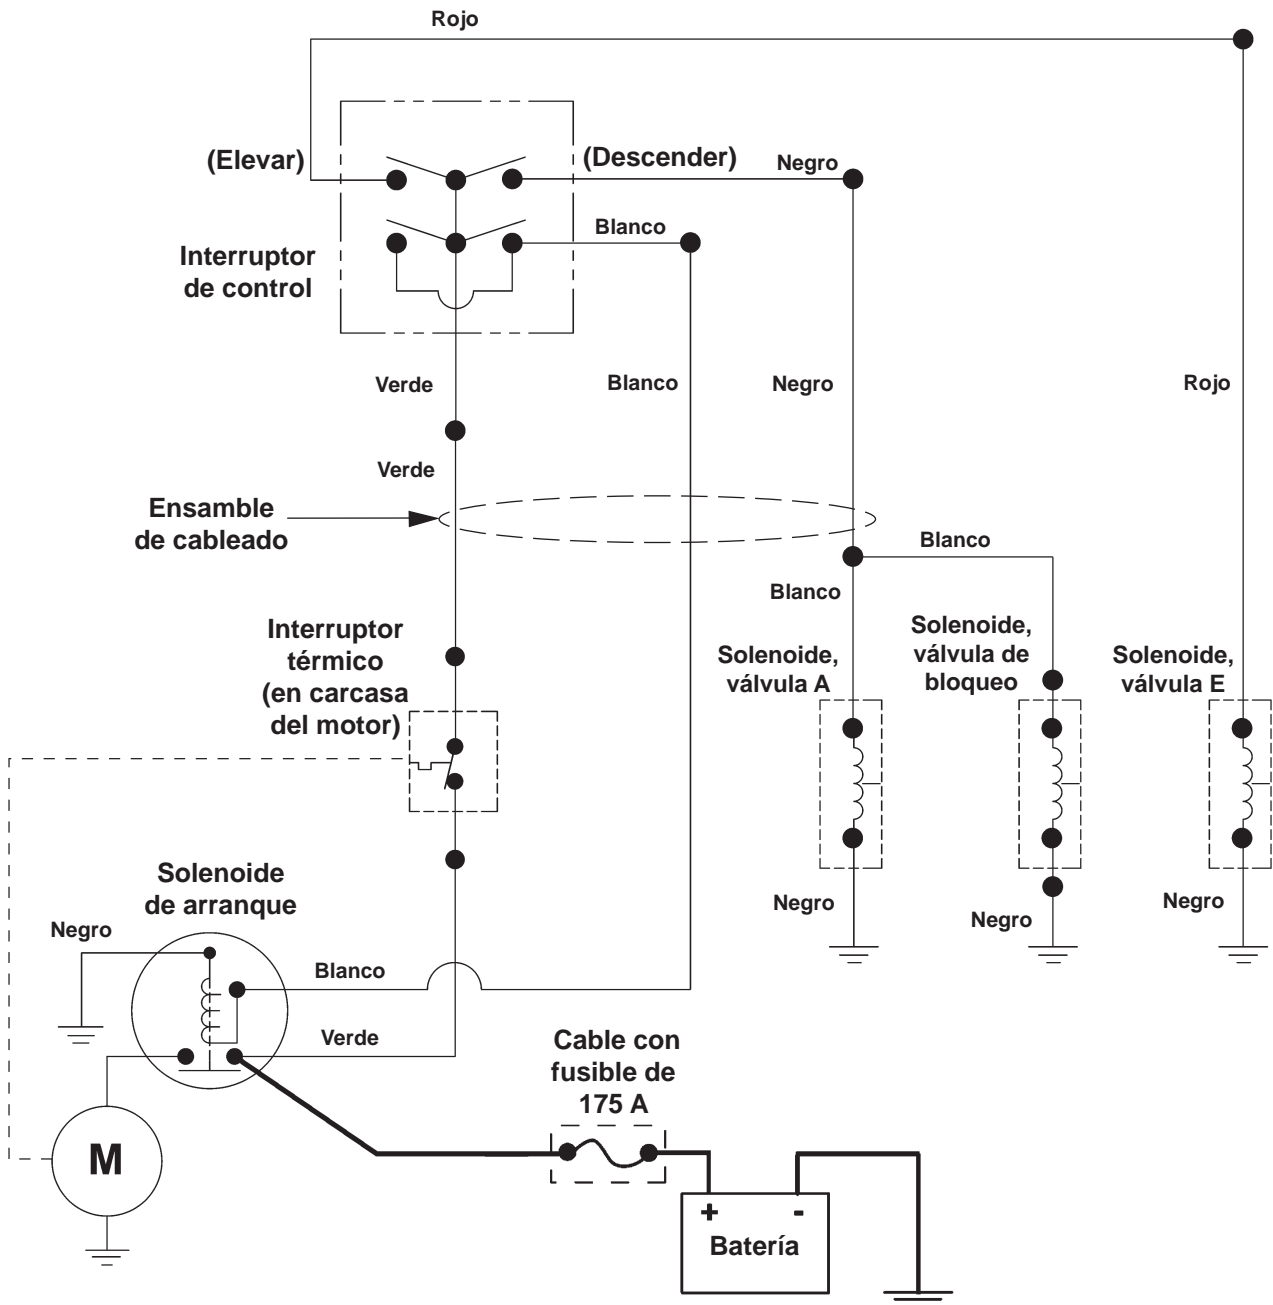 Rojo
(Elevar)
(Descender)
Negro
Blanco
Interruptor
de control
Verde
Blanco
Negro
Rojo
Verde
Ensamble
de cableado
Blanco
Blanco
Interruptor
térmico
(en carcasa
del motor)
Solenoide,
válvula A
Solenoide,
válvula de
bloqueo
Solenoide,
válvula E
Solenoide
de arranque
Negro
Negro
Negro
Negro
Blanco
Verde
Cable con
fusible de
175 A
M
+ -
Batería